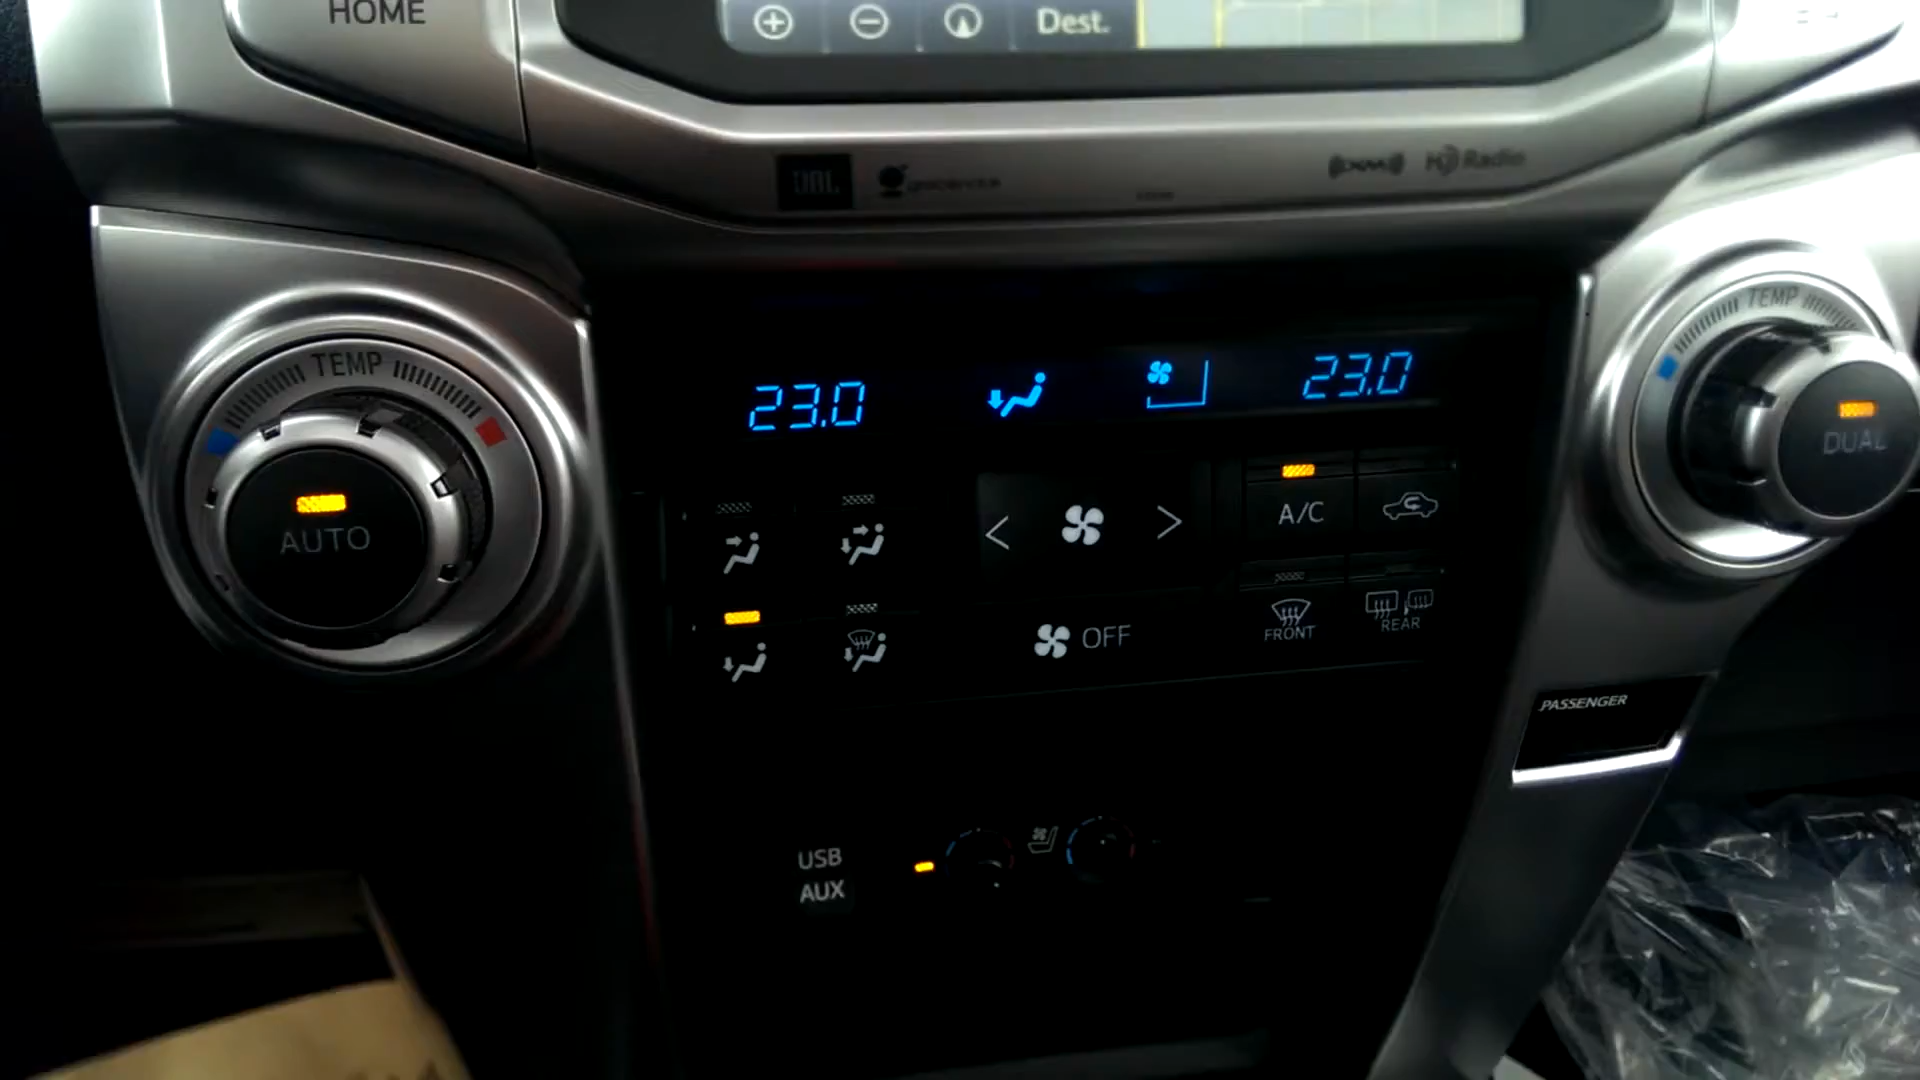 HOME
Dest.
JBL
((XM)) HD Radio
TEMP
TEMP
23.0
23.0
AUTO
DUAL
A/C
OFF
FRONT
REAR
PASSENGER
USB
AUX